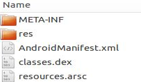 Name
META-INF
res
AndroidManifest.xml
classes.dex
resources.arsc